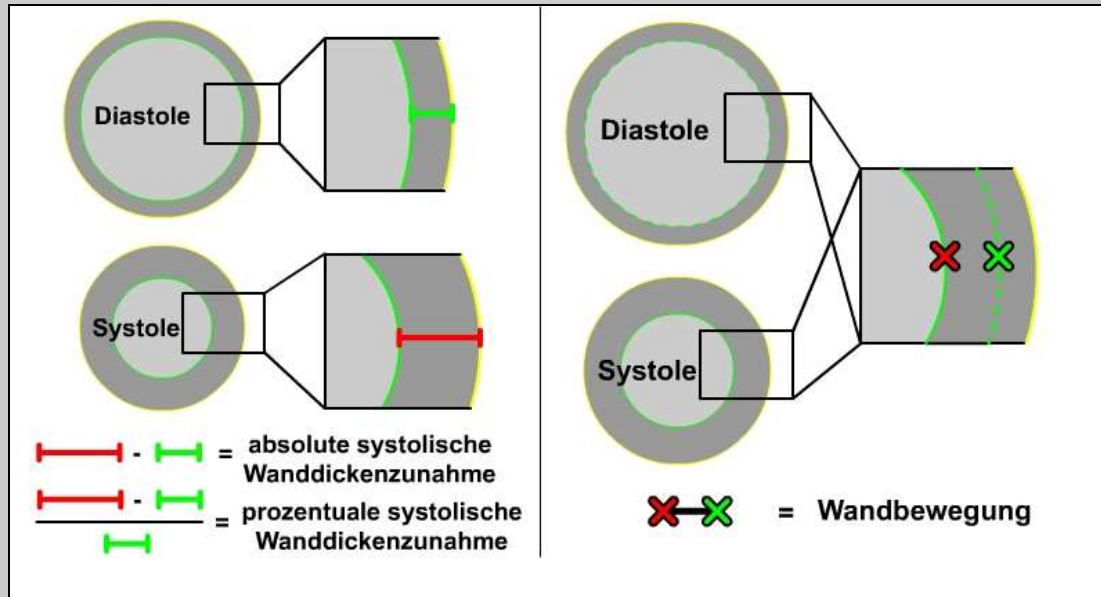 Diastole
Systole
- = absolute systolische
Wanddickenzunahme
-
= prozentuale systolische
Wanddickenzunahme
Diastole
Systole
= Wandbewegung